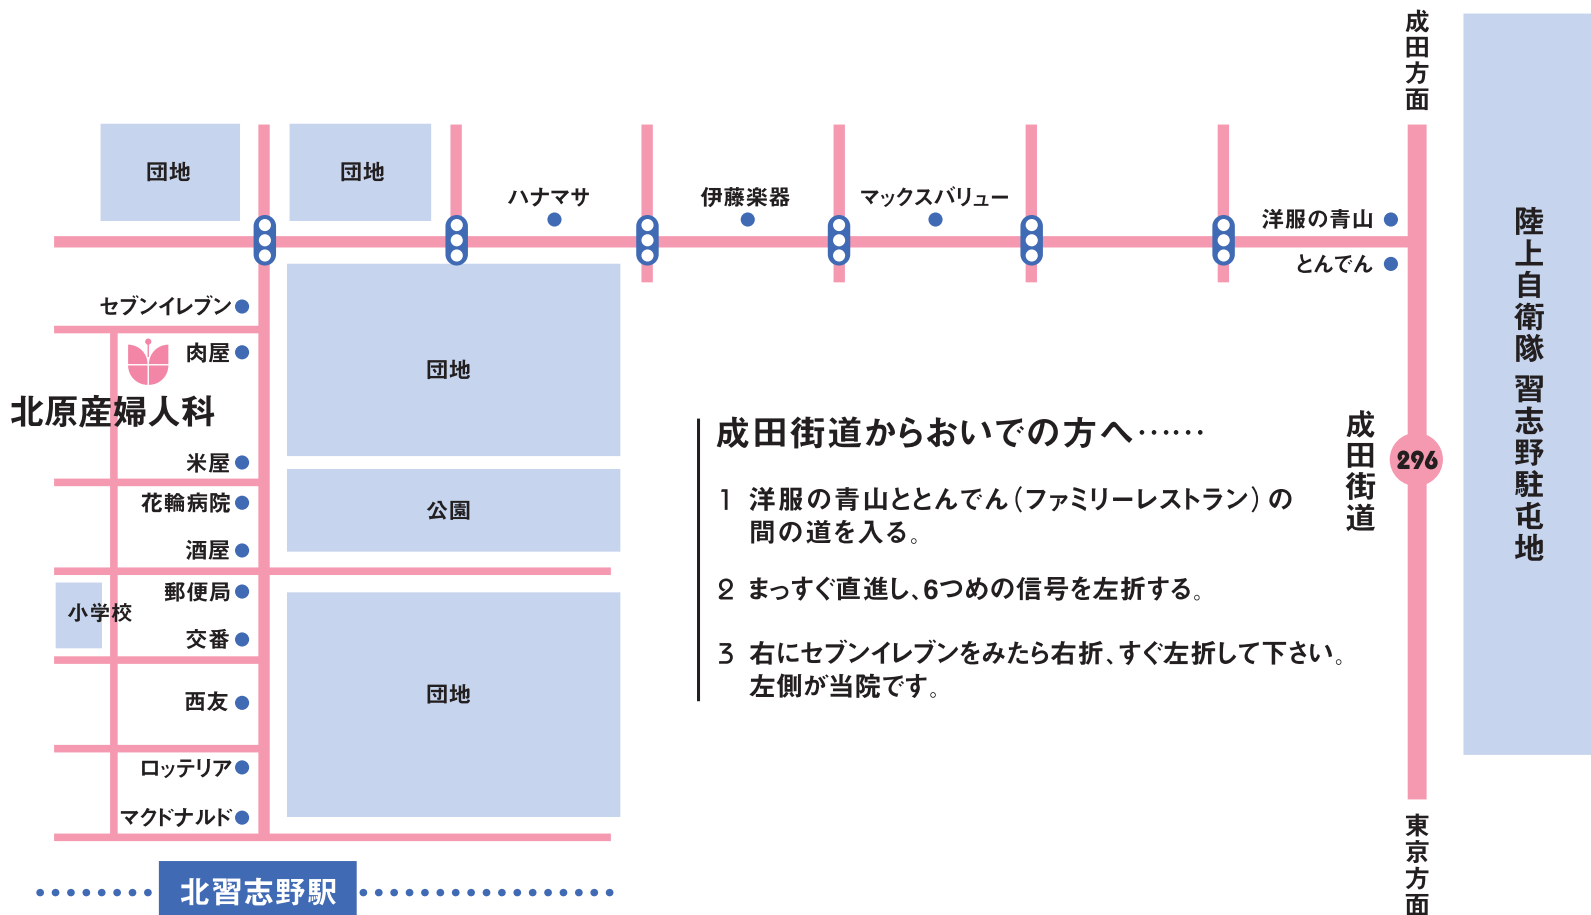 成田方面
団地
団地
ハナマサ
伊藤楽器
マックスバリュー
洋服の青山
とんでん
陸上自衛隊 習志野駐屯地
セブンイレブン
肉屋
北原産婦人科
団地
米屋
花輪病院
公園
酒屋
郵便局
小学校
交番
西友
団地
ロッテリア
マクドナルド
北習志野駅
成田街道からおいでの方へ……
1 洋服の青山ととんでん(ファミリーレストラン)の
間の道を入る。
2 まっすぐ直進し、6つめの信号を左折する。
3 右にセブンイレブンをみたら右折、すぐ左折して下さい。
左側が当院です。
成田街道
296
東京方面